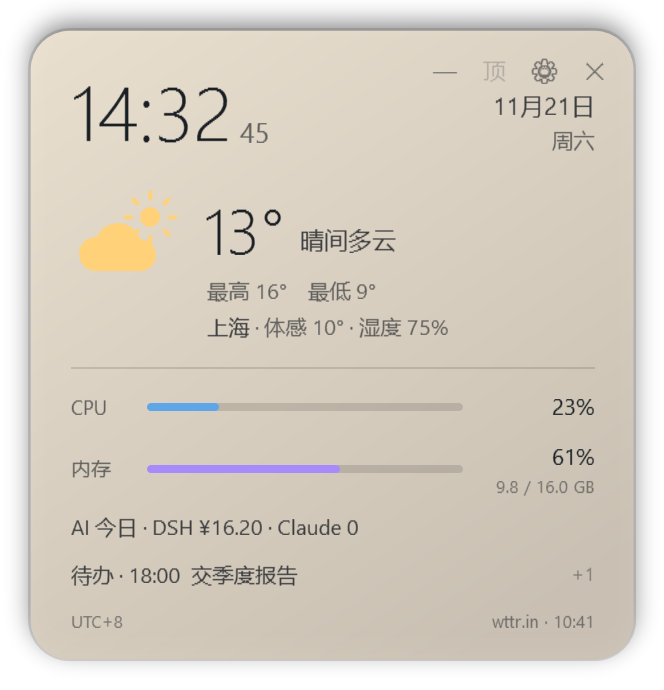 顶
14:32 45
11月21日
周六
13° 晴间多云
最高 16° 最低 9°
上海 · 体感 10° · 湿度 75%
CPU 23%
内存 61%
9.8 / 16.0 GB
AI 今日 · DSH ¥16.20 · Claude 0
待办 · 18:00 交季度报告 +1
UTC+8 wttr.in · 10:41